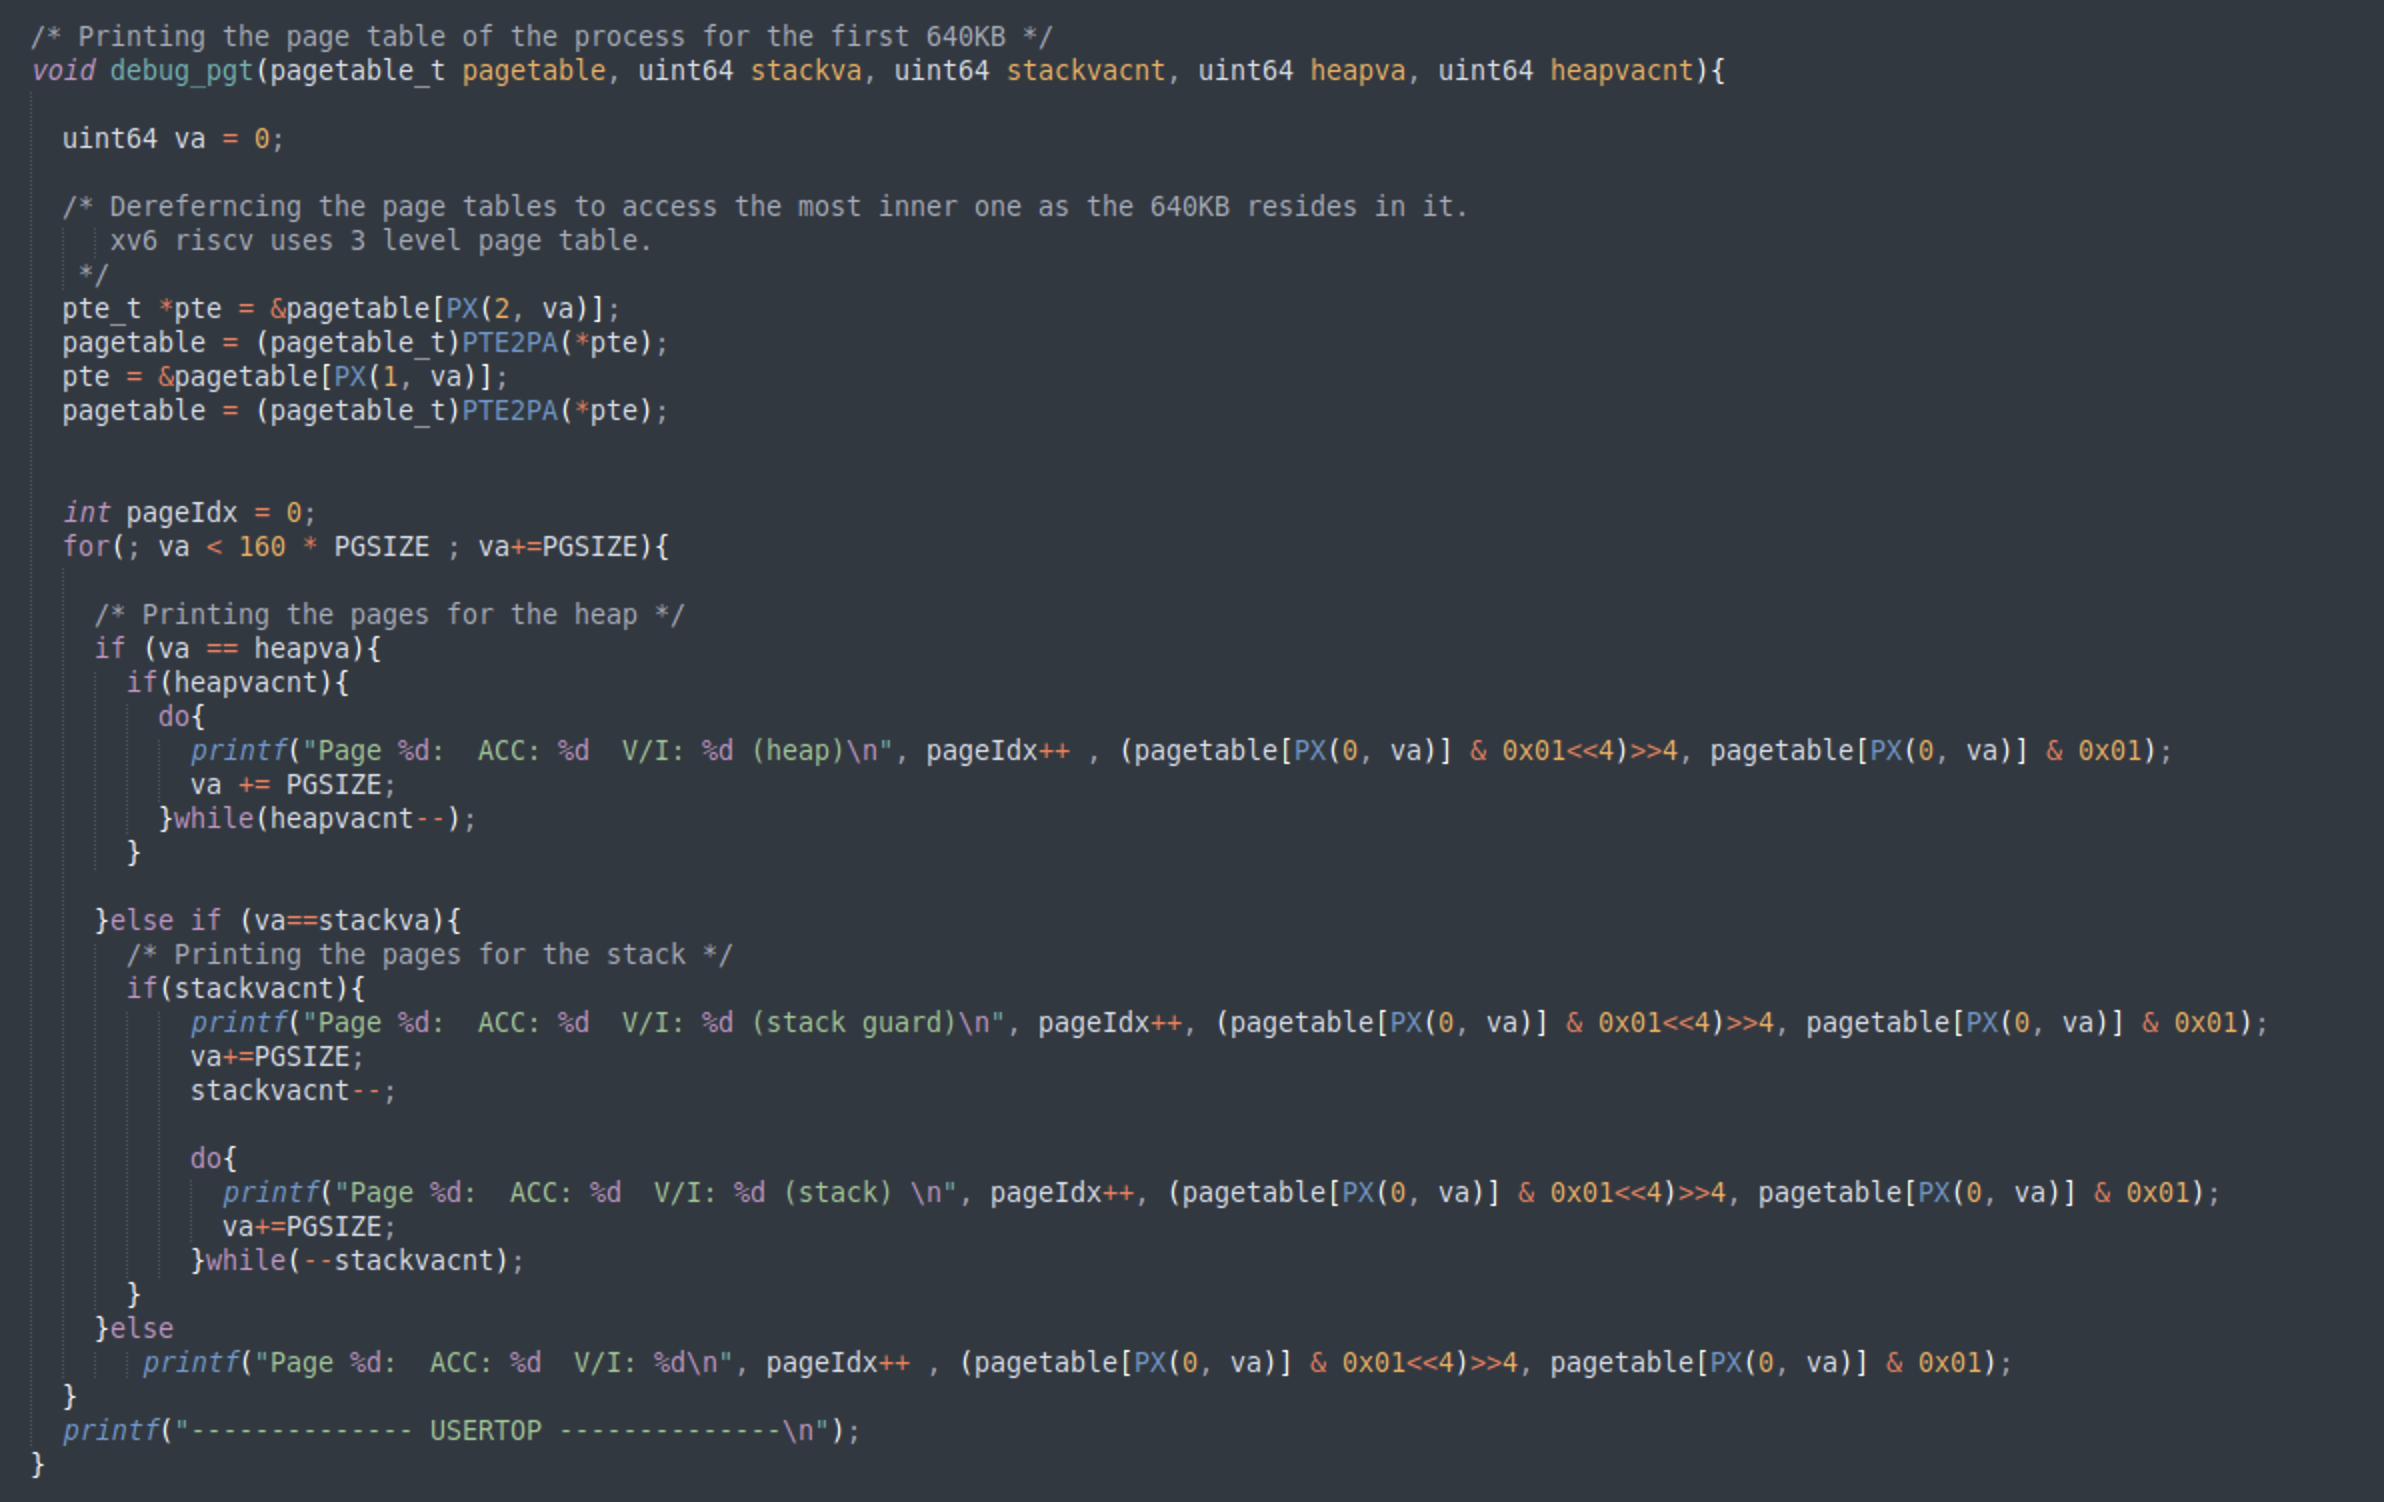 /* Printing the page table of the process for the first 640KB */
void debug_pgt(pagetable_t pagetable, uint64 stackva, uint64 stackvacnt, uint64 heapva, uint64 heapvacnt){
uint64 va = 0;
/* Dereferncing the page tables to access the most inner one as the 640KB resides in it.
xv6 riscv uses 3 level page table.
*/
pte_t *pte = &pagetable[PX(2, va)];
pagetable = (pagetable_t)PTE2PA(*pte);
pte = &pagetable[PX(1, va)];
pagetable = (pagetable_t)PTE2PA(*pte);
int pageIdx = 0;
for(; va < 160 * PGSIZE ; va+=PGSIZE){
/* Printing the pages for the heap */
if (va == heapva){
if(heapvacnt){
do{
printf("Page %d:  ACC: %d  V/I: %d (heap)\n", pageIdx++ , (pagetable[PX(0, va)] & 0x01<<4)>>4, pagetable[PX(0, va)] & 0x01);
va += PGSIZE;
}while(heapvacnt--);
}
}else if (va==stackva){
/* Printing the pages for the stack */
if(stackvacnt){
printf("Page %d:  ACC: %d  V/I: %d (stack guard)\n", pageIdx++, (pagetable[PX(0, va)] & 0x01<<4)>>4, pagetable[PX(0, va)] & 0x01);
va+=PGSIZE;
stackvacnt--;
do{
printf("Page %d:  ACC: %d  V/I: %d (stack) \n", pageIdx++, (pagetable[PX(0, va)] & 0x01<<4)>>4, pagetable[PX(0, va)] & 0x01);
va+=PGSIZE;
}while(--stackvacnt);
}
}else
printf("Page %d:  ACC: %d  V/I: %d\n", pageIdx++ , (pagetable[PX(0, va)] & 0x01<<4)>>4, pagetable[PX(0, va)] & 0x01);
}
printf("-------------- USERTOP --------------\n");
}